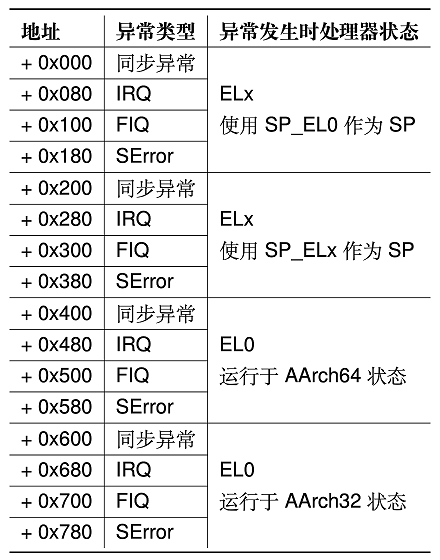 地址 异常类型 异常发生时处理器状态
+ 0x000 同步异常
+ 0x080 IRQ ELx
+ 0x100 FIQ 使用 SP_EL0 作为 SP
+ 0x180 SError
+ 0x200 同步异常
+ 0x280 IRQ ELx
+ 0x300 FIQ 使用 SP_ELx 作为 SP
+ 0x380 SError
+ 0x400 同步异常
+ 0x480 IRQ EL0
+ 0x500 FIQ 运行于 AArch64 状态
+ 0x580 SError
+ 0x600 同步异常
+ 0x680 IRQ EL0
+ 0x700 FIQ 运行于 AArch32 状态
+ 0x780 SError